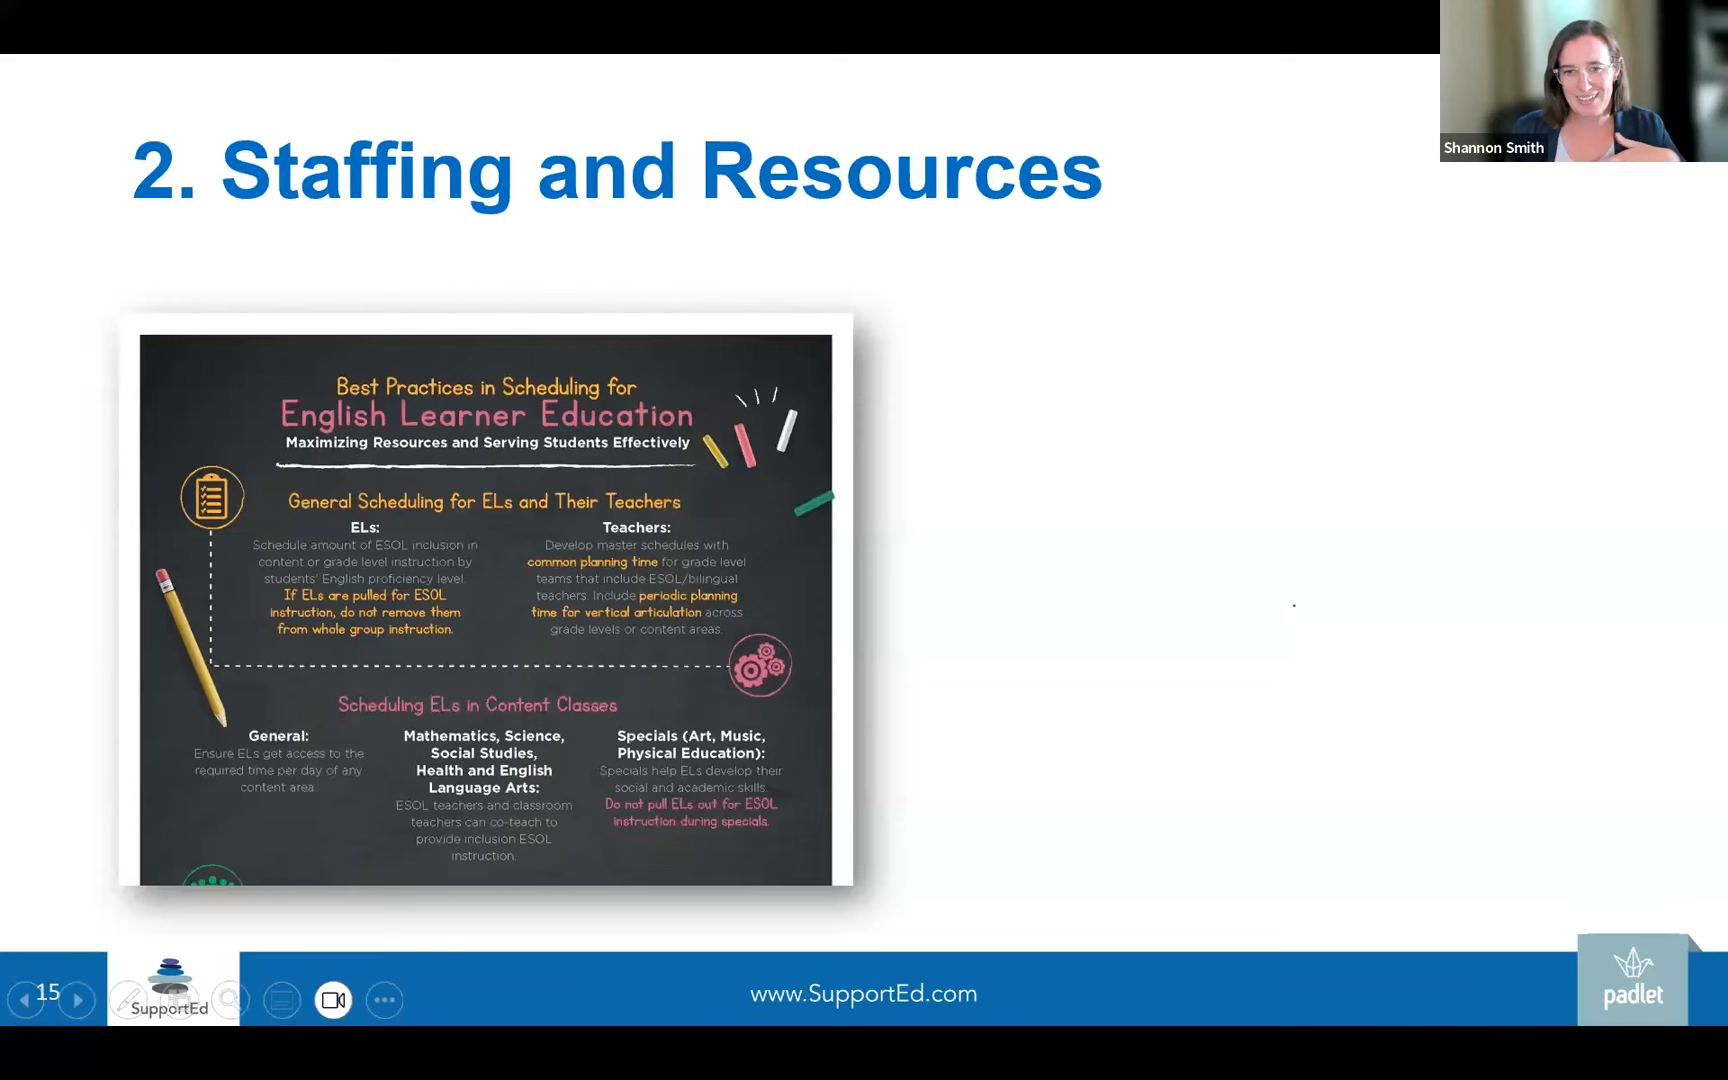 Shannon Smith
2. Staffing and Resources
Best Practices in Scheduling for
English Learner Education
Maximizing Resources and Serving Students Effectively
General Scheduling for ELs and Their Teachers
ELs:
Schedule amount of ESOL inclusion in
content or grade level instruction by
students' English proficiency level.
If ELs are pulled for ESOL
instruction, do not remove them
from whole group instruction.
Teachers:
Develop master schedules with
common planning time for grade level
teams that include ESOL/bilingual
teachers. Include periodic planning
time for vertical articulation across
grade levels or content areas.
Scheduling ELs in Content Classes
General:
Ensure ELs get access to the
required time per day of any
content area.
Mathematics, Science,
Social Studies,
Health and English
Language Arts:
ESOL teachers and classroom
teachers can co-teach to
provide inclusion ESOL
instruction.
Specials (Art, Music,
Physical Education):
Specials help ELs develop their
social and academic skills.
Do not pull ELs out for ESOL
instruction during specials.
15
SupportEd
www.SupportEd.com
padlet